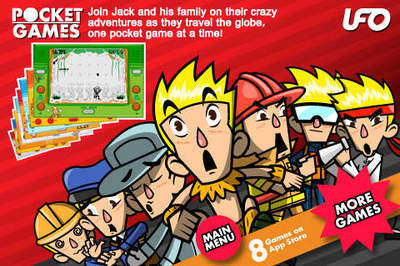 POCKET
GAMES
Join Jack and his family on their crazy
adventures as they travel the globe,
one pocket game at a time!
UFO
MAIN
MENU
8 Games on
App Store
MORE
GAMES